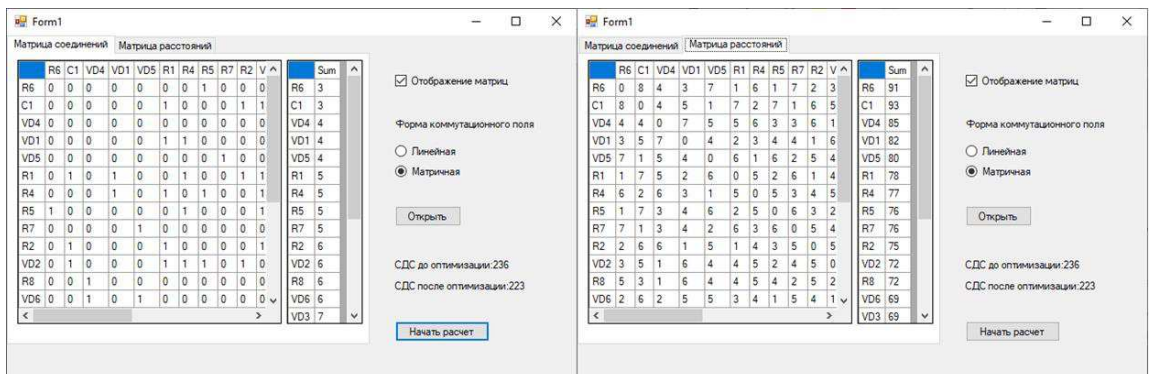 Form1
Матрица соединений Матрица расстояний
R6 C1 VD4 VD1 VD5 R1 R4 R5 R7 R2 V
R6 0 0 0 0 0 0 0 1 0 0 0
C1 0 0 0 0 0 1 0 0 0 1 1
VD4 0 0 0 0 0 0 0 0 0 0 0
VD1 0 0 0 0 0 1 1 0 0 0 0
VD5 0 0 0 0 0 0 0 0 1 0 0
R1 0 1 0 1 0 0 1 0 0 1 1
R4 0 0 0 1 0 1 0 1 0 0 1
R5 1 0 0 0 0 0 1 0 0 0 1
R7 0 0 0 0 1 0 0 0 0 0 0
R2 0 1 0 0 0 1 0 0 0 0 1
VD2 0 1 0 0 0 1 1 1 0 1 0
R8 0 0 1 0 0 0 0 0 0 0 0
VD6 0 0 1 0 1 0 0 0 0 0 0
Sum
R6 3
C1 3
VD4 4
VD1 4
VD5 4
R1 5
R4 5
R5 5
R7 5
R2 6
VD2 6
R8 6
VD6 6
VD3 7
Отображение матриц
Форма коммутационного поля
Линейная
Матричная
Открыть
СДС до оптимизации:236
СДС после оптимизации:223
Начать расчет
Form1
Матрица соединений Матрица расстояний
R6 C1 VD4 VD1 VD5 R1 R4 R5 R7 R2 V
R6 0 8 4 3 7 1 6 1 7 2 3
C1 8 0 4 5 1 7 2 7 1 6 5
VD4 4 4 0 7 5 5 6 3 3 6 1
VD1 3 5 7 0 4 2 3 4 4 1 6
VD5 7 1 5 4 0 6 1 6 2 5 4
R1 1 7 5 2 6 0 5 2 6 1 4
R4 6 2 6 3 1 5 0 5 3 4 5
R5 1 7 3 4 6 2 5 0 6 3 2
R7 7 1 3 4 2 6 3 6 0 5 4
R2 2 6 6 1 5 1 4 3 5 0 5
VD2 3 5 1 6 4 4 5 2 4 5 0
R8 5 3 1 6 4 4 5 4 2 5 2
VD6 2 6 2 5 5 3 4 1 5 4 1
Sum
R6 91
C1 93
VD4 85
VD1 82
VD5 80
R1 78
R4 77
R5 76
R7 76
R2 75
VD2 72
R8 72
VD6 69
VD3 69
Отображение матриц
Форма коммутационного поля
Линейная
Матричная
Открыть
СДС до оптимизации:236
СДС после оптимизации:223
Начать расчет